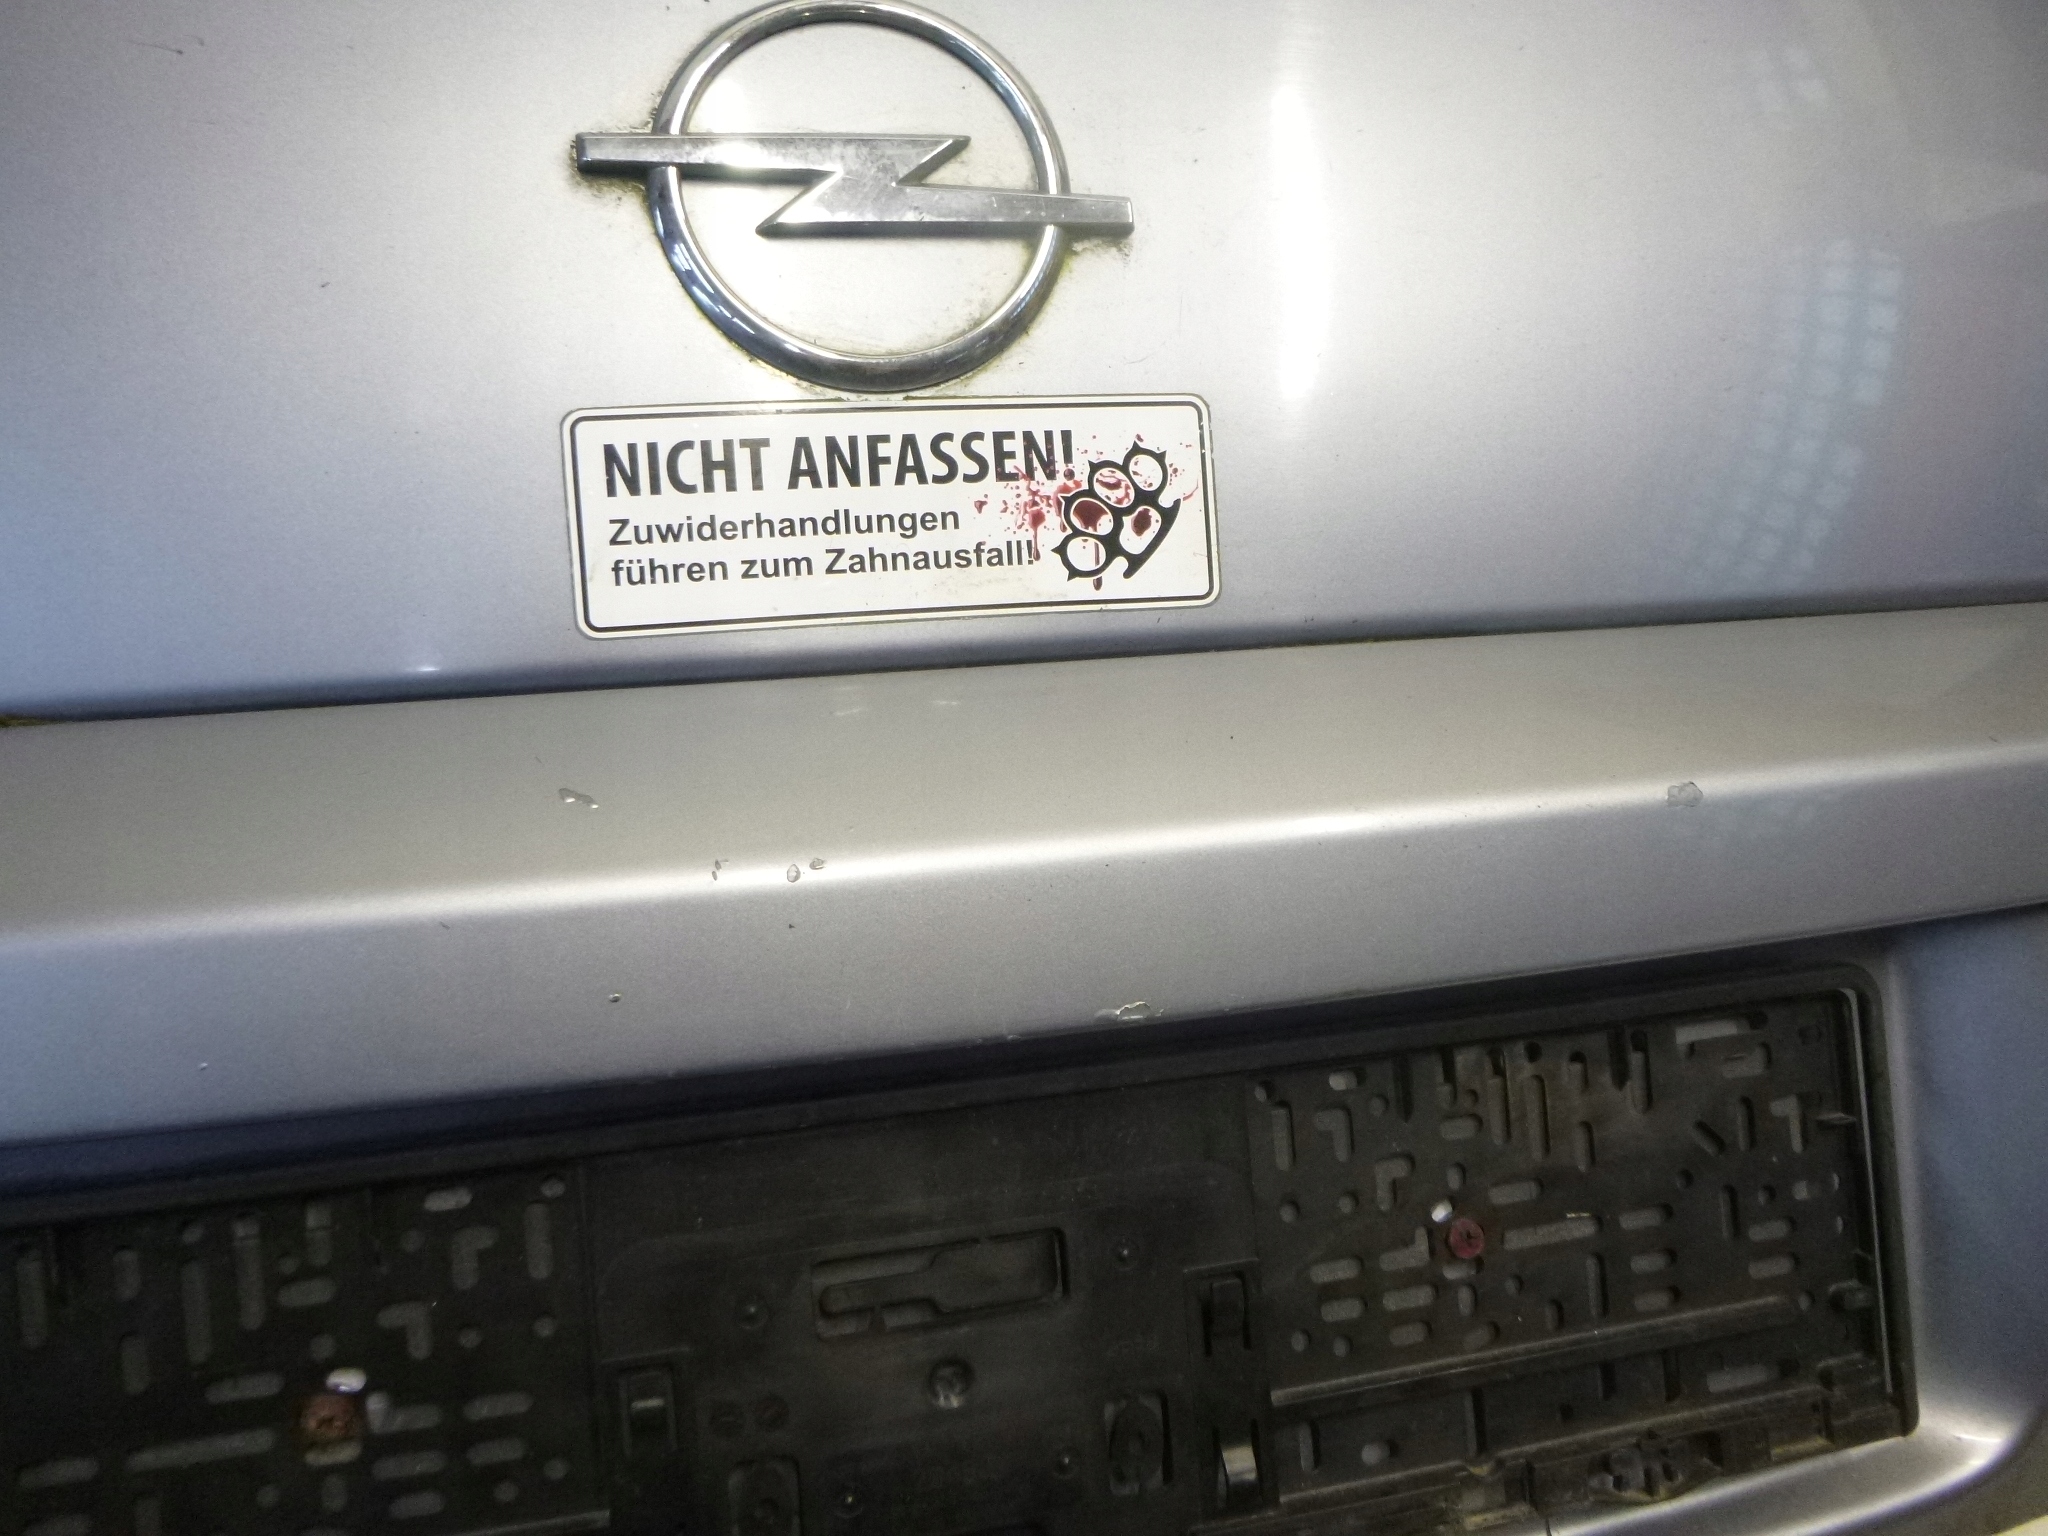 NICHT ANFASSEN!
Zuwiderhandlungen
führen zum Zahnausfall!